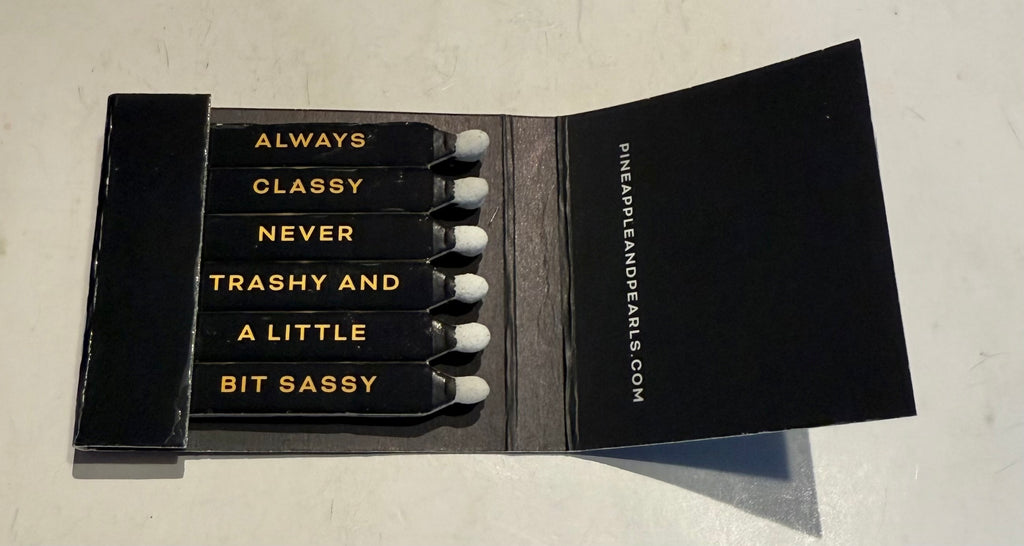 ALWAYS
CLASSY
NEVER
TRASHY AND
A LITTLE
BIT SASSY
PINEAPPLEANDPEARLS.COM